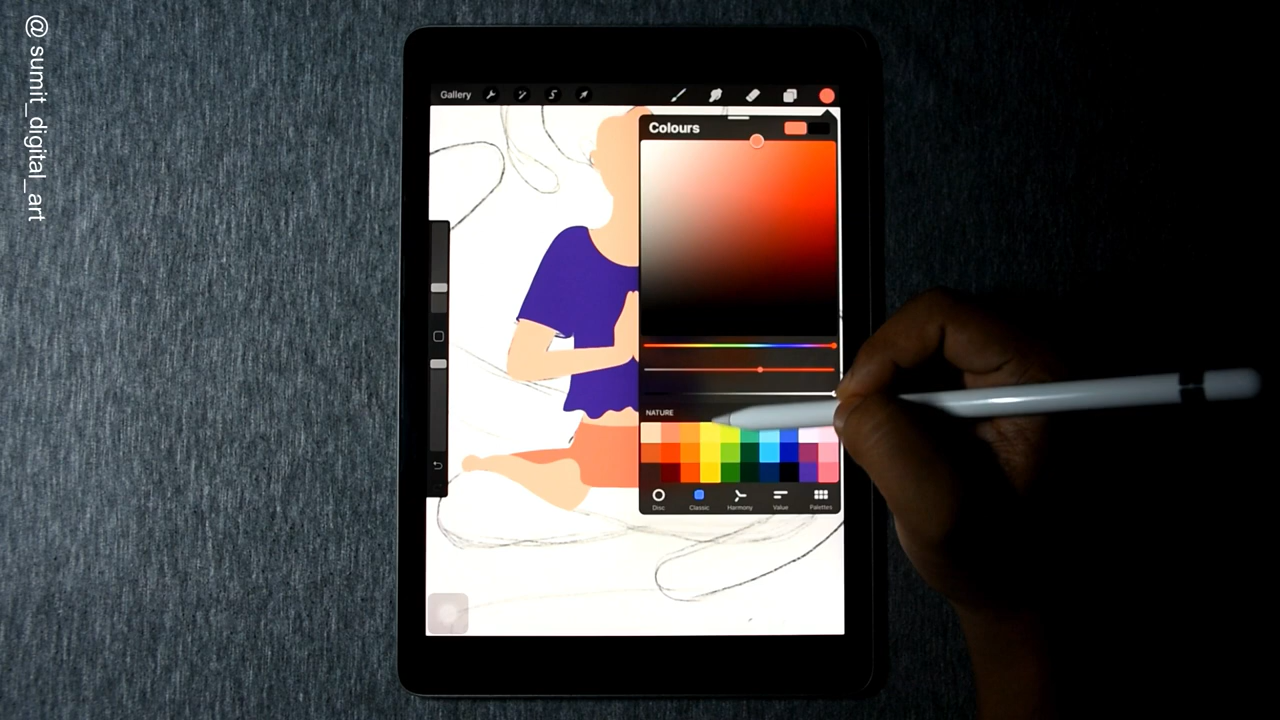 @ sumit_digital_art
Gallery
Colours
NATURE
Disc
Classic
Harmony
Value
Palettes